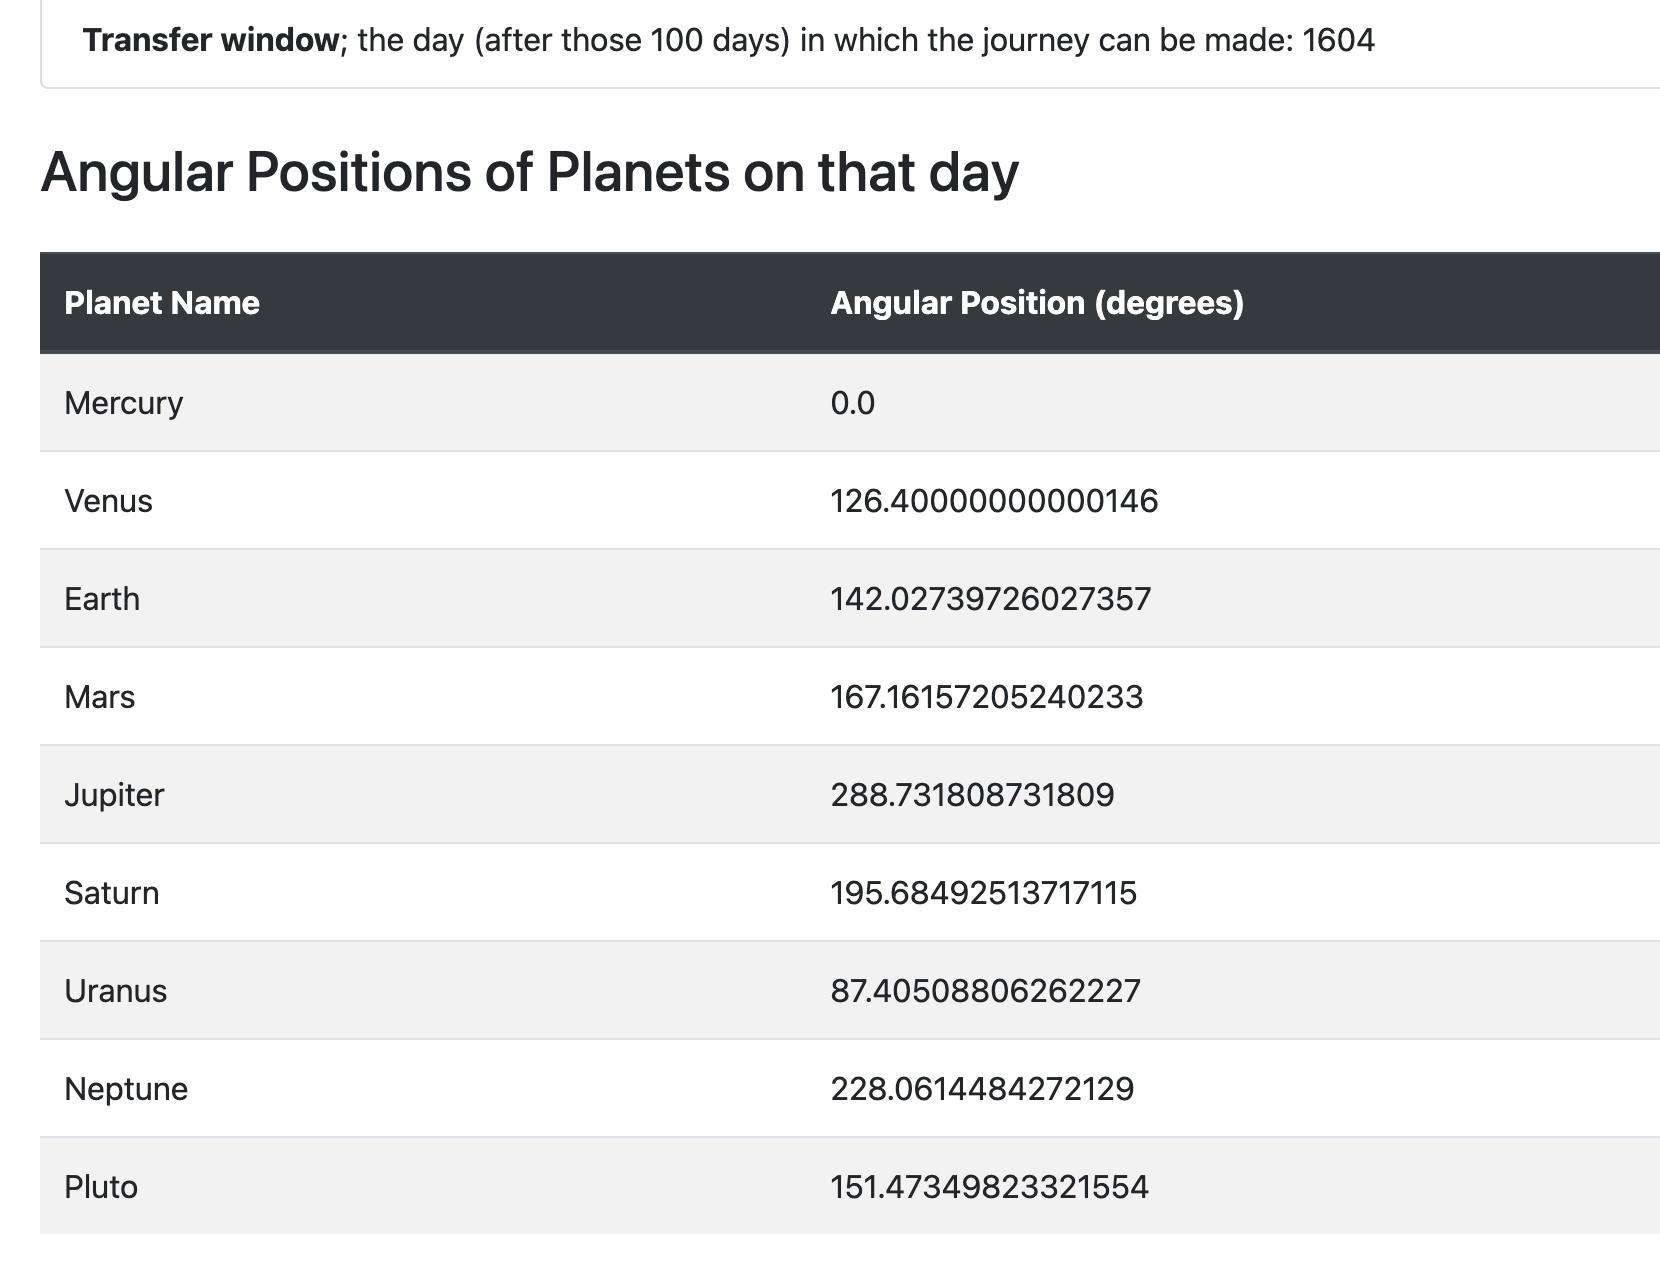 Transfer window; the day (after those 100 days) in which the journey can be made: 1604
Angular Positions of Planets on that day
Planet Name Angular Position (degrees)
Mercury 0.0
Venus 126.40000000000146
Earth 142.02739726027357
Mars 167.16157205240233
Jupiter 288.731808731809
Saturn 195.68492513717115
Uranus 87.40508806262227
Neptune 228.0614484272129
Pluto 151.47349823321554